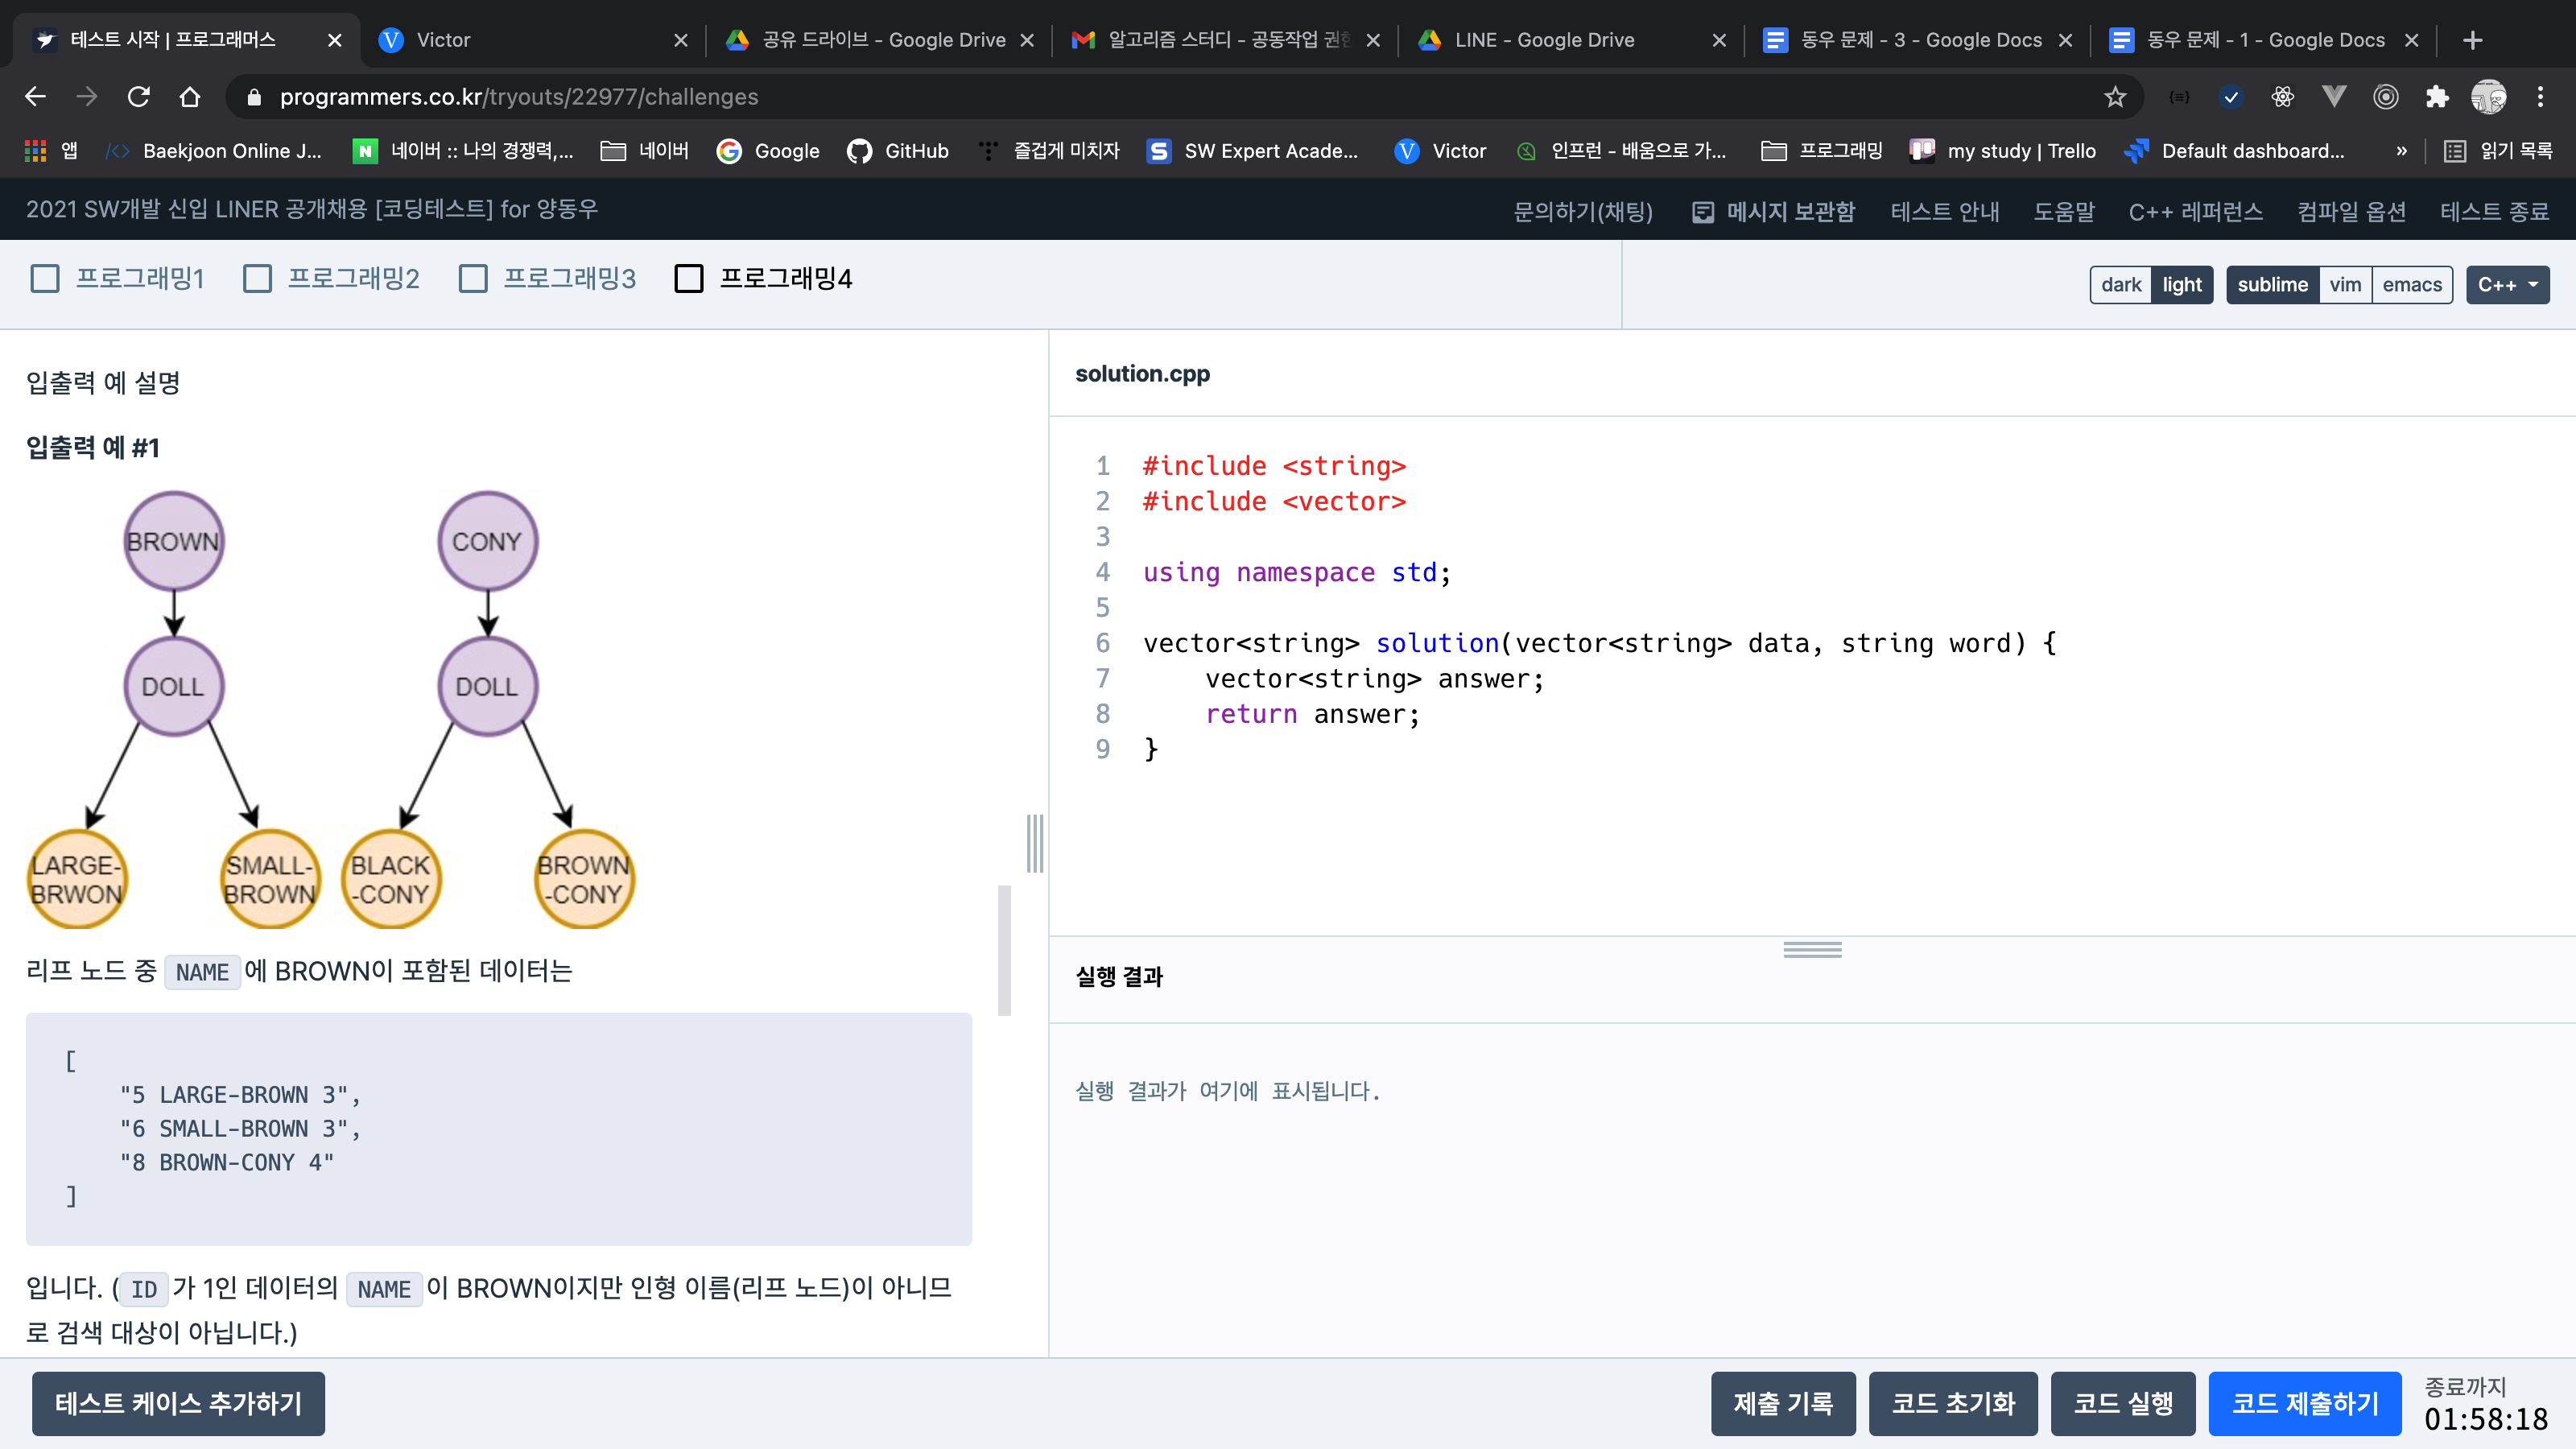 테스트 시작 | 프로그래머스
Victor
공유 드라이브 - Google Drive
알고리즘 스터디 - 공동작업 권한
LINE - Google Drive
동우 문제 - 3 - Google Docs
동우 문제 - 1 - Google Docs
programmers.co.kr/tryouts/22977/challenges
앱
Baekjoon Online J...
네이버 :: 나의 경쟁력,...
네이버
Google
GitHub
즐겁게 미치자
SW Expert Acade...
Victor
인프런 - 배움으로 가...
프로그래밍
my study | Trello
Default dashboard...
»
읽기 목록
2021 SW개발 신입 LINER 공개채용 [코딩테스트] for 양동우
문의하기(채팅)
메시지 보관함
테스트 안내
도움말
C++ 레퍼런스
컴파일 옵션
테스트 종료
프로그래밍1
프로그래밍2
프로그래밍3
프로그래밍4
dark
light
sublime
vim
emacs
C++
입출력 예 설명
입출력 예 #1
BROWN
CONY
DOLL
DOLL
LARGE-
BRWON
SMALL-
BROWN
BLACK
-CONY
BROWN
-CONY
리프 노드 중 NAME 에 BROWN이 포함된 데이터는
[
"5 LARGE-BROWN 3",
"6 SMALL-BROWN 3",
"8 BROWN-CONY 4"
]
입니다. ( ID 가 1인 데이터의 NAME 이 BROWN이지만 인형 이름(리프 노드)이 아니므
로 검색 대상이 아닙니다.)
solution.cpp
1 #include <string>
2 #include <vector>
3
4 using namespace std;
5
6 vector<string> solution(vector<string> data, string word) {
7     vector<string> answer;
8     return answer;
9 }
실행 결과
실행 결과가 여기에 표시됩니다.
테스트 케이스 추가하기
제출 기록
코드 초기화
코드 실행
코드 제출하기
종료까지
01:58:18